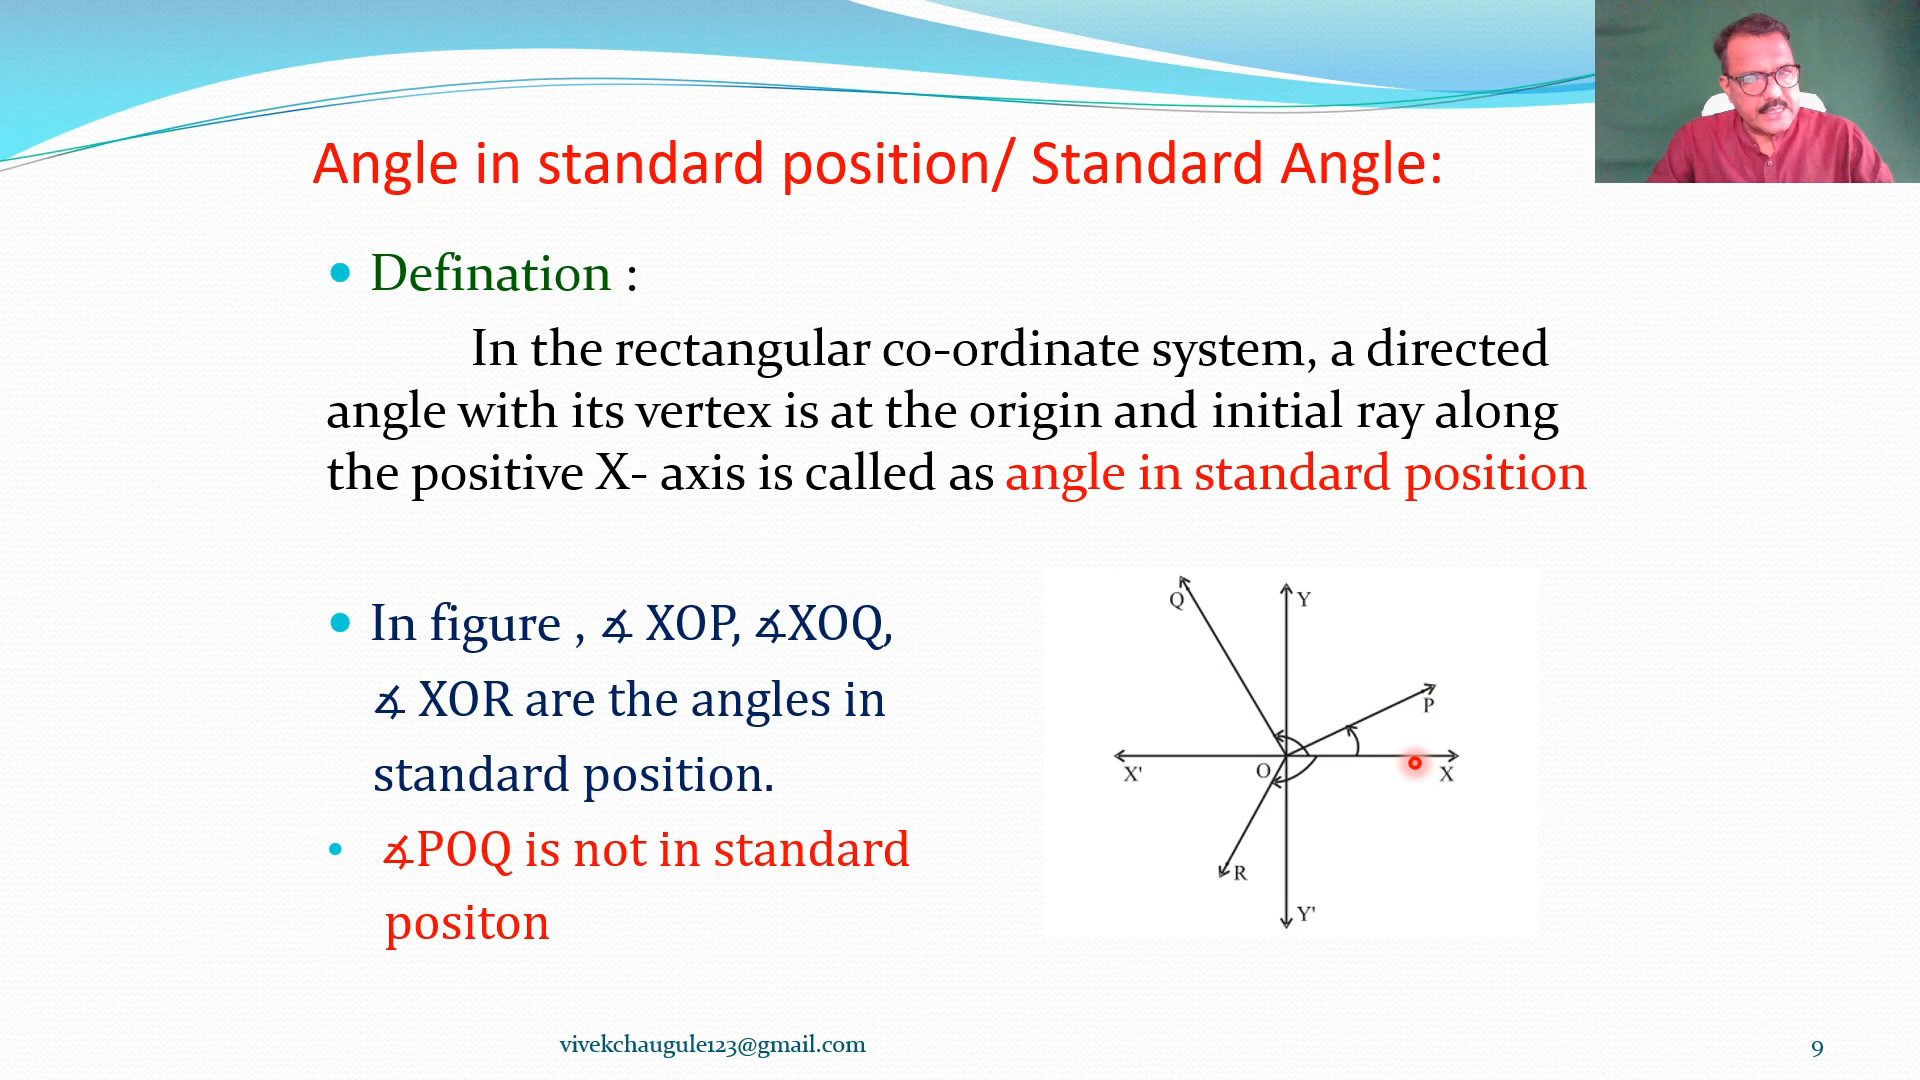 Angle in standard position/ Standard Angle:
• Defination :
In the rectangular co-ordinate system, a directed
angle with its vertex is at the origin and initial ray along
the positive X- axis is called as angle in standard position
• In figure , ∡ XOP, ∡XOQ,
∡ XOR are the angles in
standard position.
• ∡POQ is not in standard
positon
Q
Y
P
X'
O
X
R
Y'
vivekchaugule123@gmail.com
9